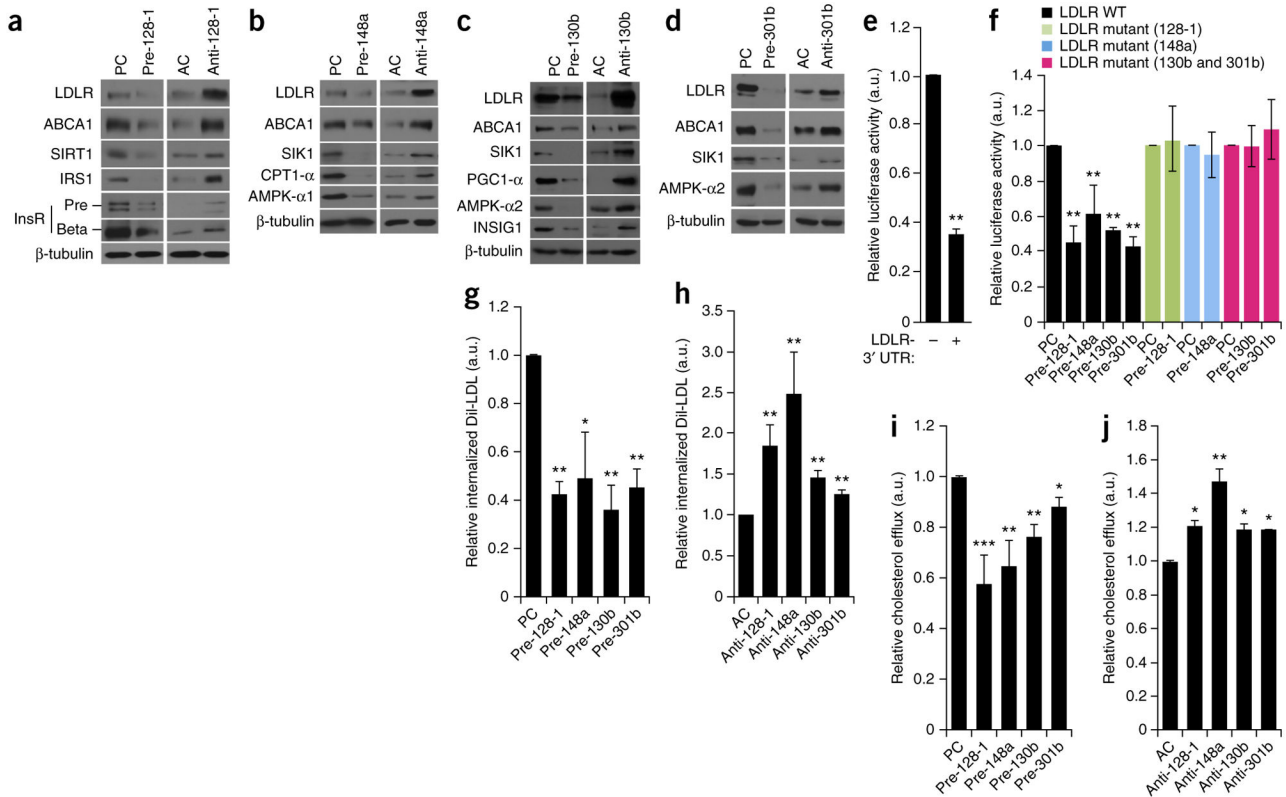 a
PC
Pre-128-1
AC
Anti-128-1
LDLR
ABCA1
SIRT1
IRS1
InsR
Pre
Beta
β-tubulin
b
PC
Pre-148a
AC
Anti-148a
LDLR
ABCA1
SIK1
CPT1-α
AMPK-α1
β-tubulin
c
PC
Pre-130b
AC
Anti-130b
LDLR
ABCA1
SIK1
PGC1-α
AMPK-α2
INSIG1
β-tubulin
d
PC
Pre-301b
AC
Anti-301b
LDLR
ABCA1
SIK1
AMPK-α2
β-tubulin
e
Relative luciferase activity (a.u.)
1.0
0.8
0.6
0.4
0.2
0
**
LDLR-
3′ UTR:
– +
f
LDLR WT
LDLR mutant (128-1)
LDLR mutant (148a)
LDLR mutant (130b and 301b)
Relative luciferase activity (a.u.)
1.4
1.2
1.0
0.8
0.6
0.4
0.2
0
** ** ** **
PC
Pre-128-1
Pre-148a
Pre-130b
Pre-301b
PC
Pre-128-1
PC
Pre-148a
PC
Pre-130b
Pre-301b
g
Relative internalized DiI-LDL (a.u.)
1.2
1.0
0.8
0.6
0.4
0.2
0
** * ** **
PC
Pre-128-1
Pre-148a
Pre-130b
Pre-301b
h
Relative internalized DiI-LDL (a.u.)
3.5
3.0
2.5
2.0
1.5
1.0
0.5
0
** ** ** **
AC
Anti-128-1
Anti-148a
Anti-130b
Anti-301b
i
Relative cholesterol efflux (a.u.)
1.2
1.0
0.8
0.6
0.4
0.2
0
*** ** ** *
PC
Pre-128-1
Pre-148a
Pre-130b
Pre-301b
j
Relative cholesterol efflux (a.u.)
1.8
1.6
1.4
1.2
1.0
0.8
0.6
0.4
0.2
0
* ** * *
AC
Anti-128-1
Anti-148a
Anti-130b
Anti-301b